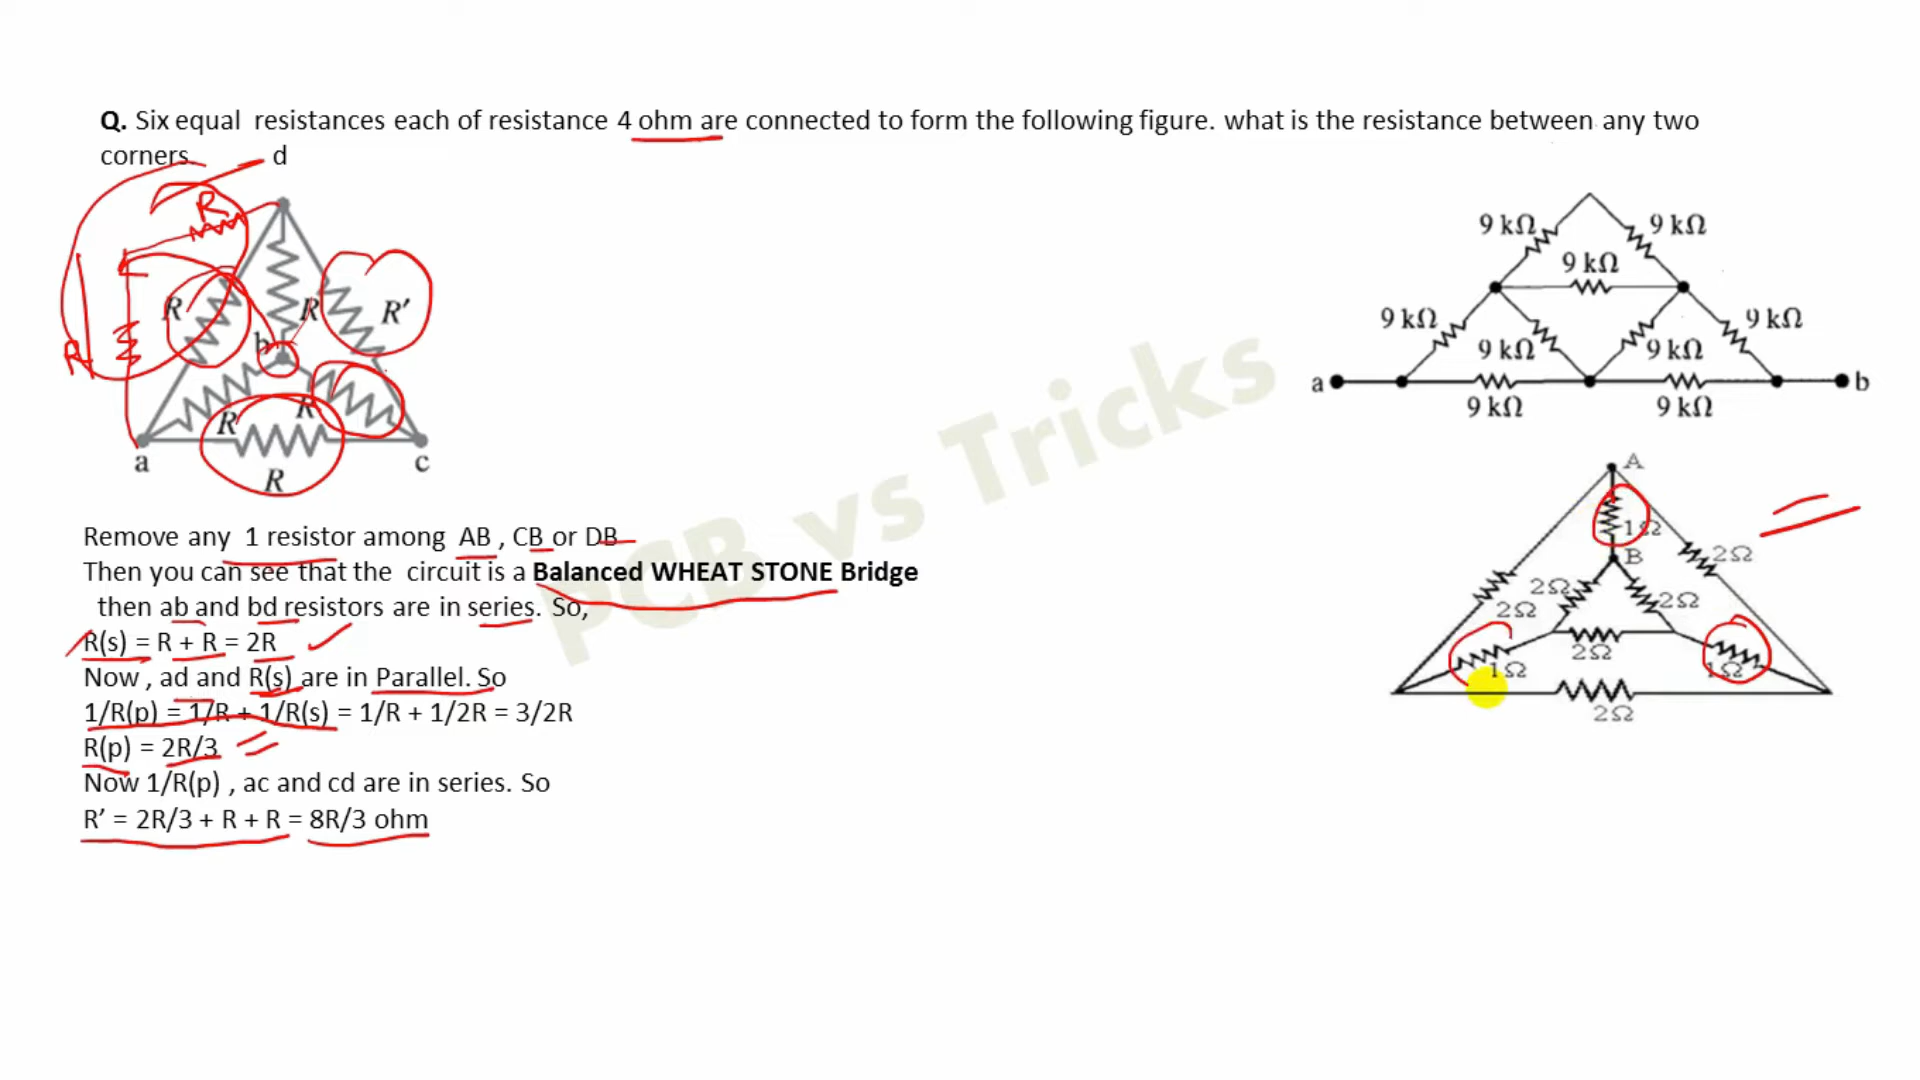 Q. Six equal resistances each of resistance 4 ohm are connected to form the following figure. what is the resistance between any two
corners.
d
R
R
R
R'
R
b
R
R
a
c
R
Remove any 1 resistor among AB , CB or DB
Then you can see that the circuit is a Balanced WHEAT STONE Bridge
then ab and bd resistors are in series. So,
R(s) = R + R = 2R
Now , ad and R(s) are in Parallel. So
1/R(p) = 1/R + 1/R(s) = 1/R + 1/2R = 3/2R
R(p) = 2R/3
Now 1/R(p) , ac and cd are in series. So
R’ = 2R/3 + R + R = 8R/3 ohm
PCB vs Tricks
9 kΩ
9 kΩ
9 kΩ
9 kΩ
9 kΩ
9 kΩ
9 kΩ
a
b
9 kΩ
9 kΩ
A
1Ω
B
2Ω
2Ω
2Ω
2Ω
2Ω
1Ω
1Ω
2Ω